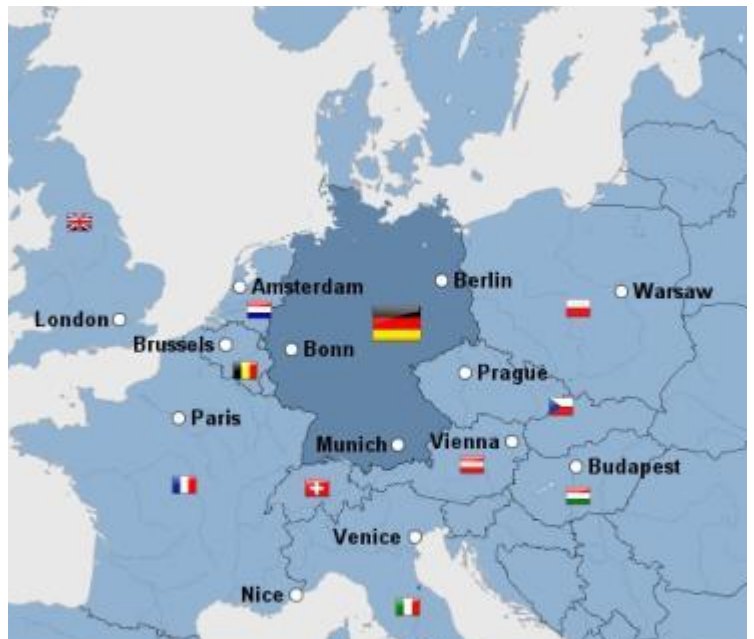 Amsterdam
Berlin
Warsaw
London
Brussels
Bonn
Prague
Paris
Munich
Vienna
Budapest
Venice
Nice